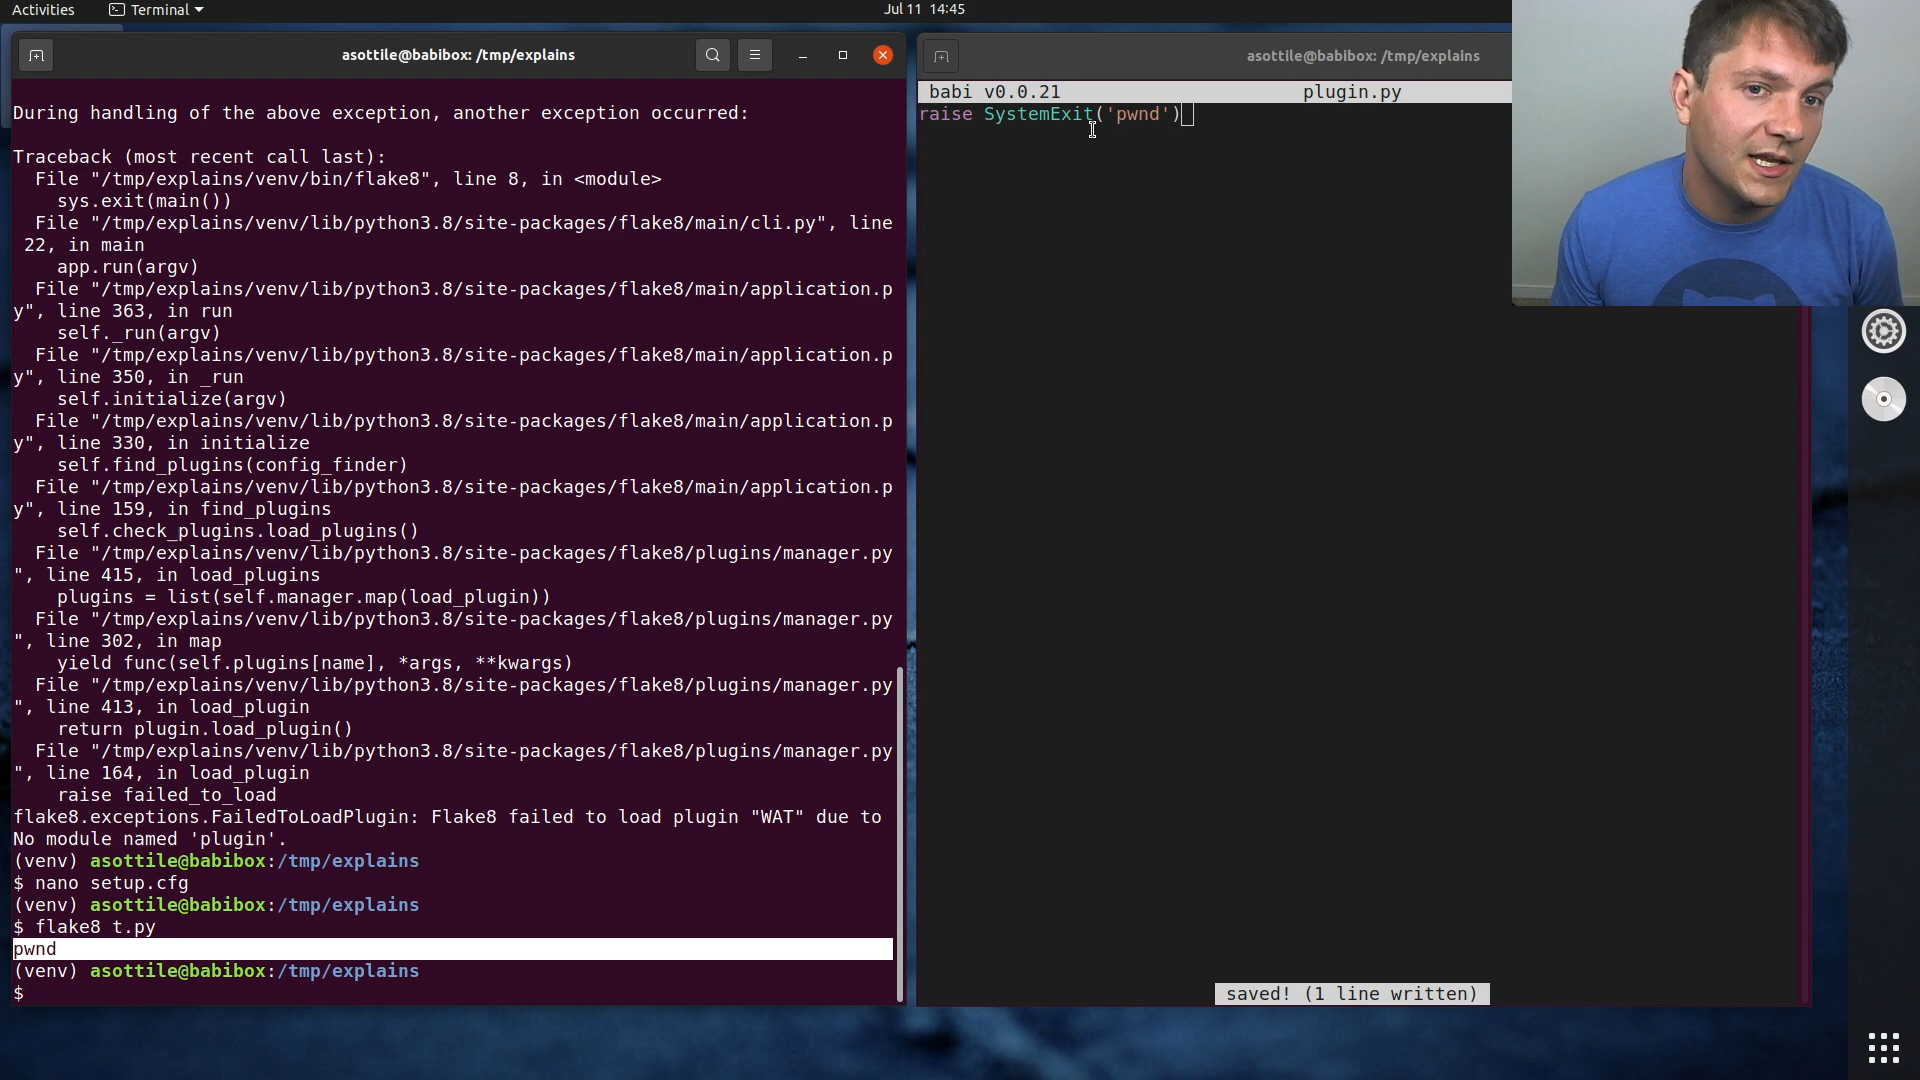 Activities
Terminal
Jul 11 14:45
asottile@babibox: /tmp/explains
During handling of the above exception, another exception occurred:
Traceback (most recent call last):
  File "/tmp/explains/venv/bin/flake8", line 8, in <module>
    sys.exit(main())
  File "/tmp/explains/venv/lib/python3.8/site-packages/flake8/main/cli.py", line
 22, in main
    app.run(argv)
  File "/tmp/explains/venv/lib/python3.8/site-packages/flake8/main/application.p
y", line 363, in run
    self._run(argv)
  File "/tmp/explains/venv/lib/python3.8/site-packages/flake8/main/application.p
y", line 350, in _run
    self.initialize(argv)
  File "/tmp/explains/venv/lib/python3.8/site-packages/flake8/main/application.p
y", line 330, in initialize
    self.find_plugins(config_finder)
  File "/tmp/explains/venv/lib/python3.8/site-packages/flake8/main/application.p
y", line 159, in find_plugins
    self.check_plugins.load_plugins()
  File "/tmp/explains/venv/lib/python3.8/site-packages/flake8/plugins/manager.py
", line 415, in load_plugins
    plugins = list(self.manager.map(load_plugin))
  File "/tmp/explains/venv/lib/python3.8/site-packages/flake8/plugins/manager.py
", line 302, in map
    yield func(self.plugins[name], *args, **kwargs)
  File "/tmp/explains/venv/lib/python3.8/site-packages/flake8/plugins/manager.py
", line 413, in load_plugin
    return plugin.load_plugin()
  File "/tmp/explains/venv/lib/python3.8/site-packages/flake8/plugins/manager.py
", line 164, in load_plugin
    raise failed_to_load
flake8.exceptions.FailedToLoadPlugin: Flake8 failed to load plugin "WAT" due to
No module named 'plugin'.
(venv) asottile@babibox:/tmp/explains
$ nano setup.cfg
(venv) asottile@babibox:/tmp/explains
$ flake8 t.py
pwnd
(venv) asottile@babibox:/tmp/explains
$
asottile@babibox: /tmp/explains
babi v0.0.21 plugin.py
raise SystemExit('pwnd')
saved! (1 line written)